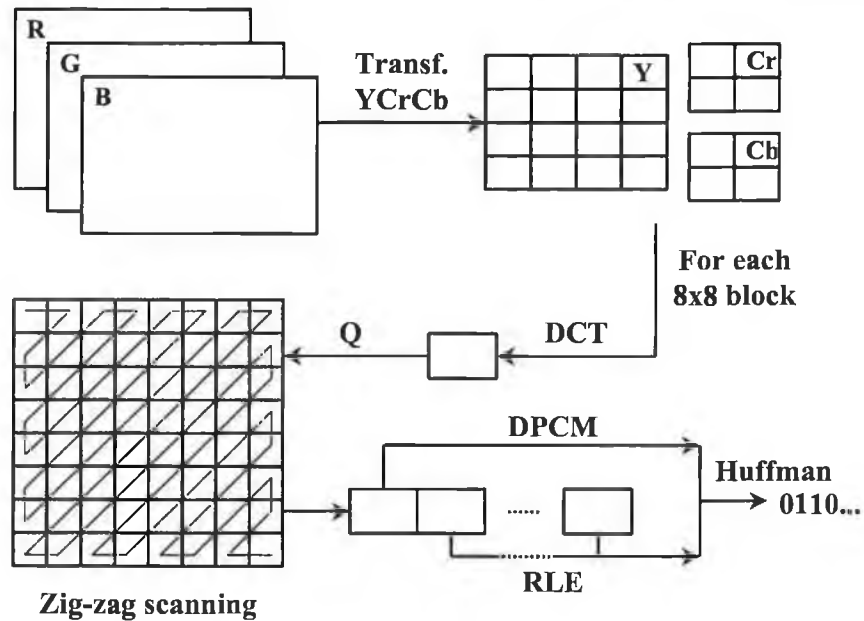 R
G
B
Transf.
YCrCb
Y
Cr
Cb
For each
8x8 block
DCT
Q
DPCM
Huffman
0110...
RLE
Zig-zag scanning